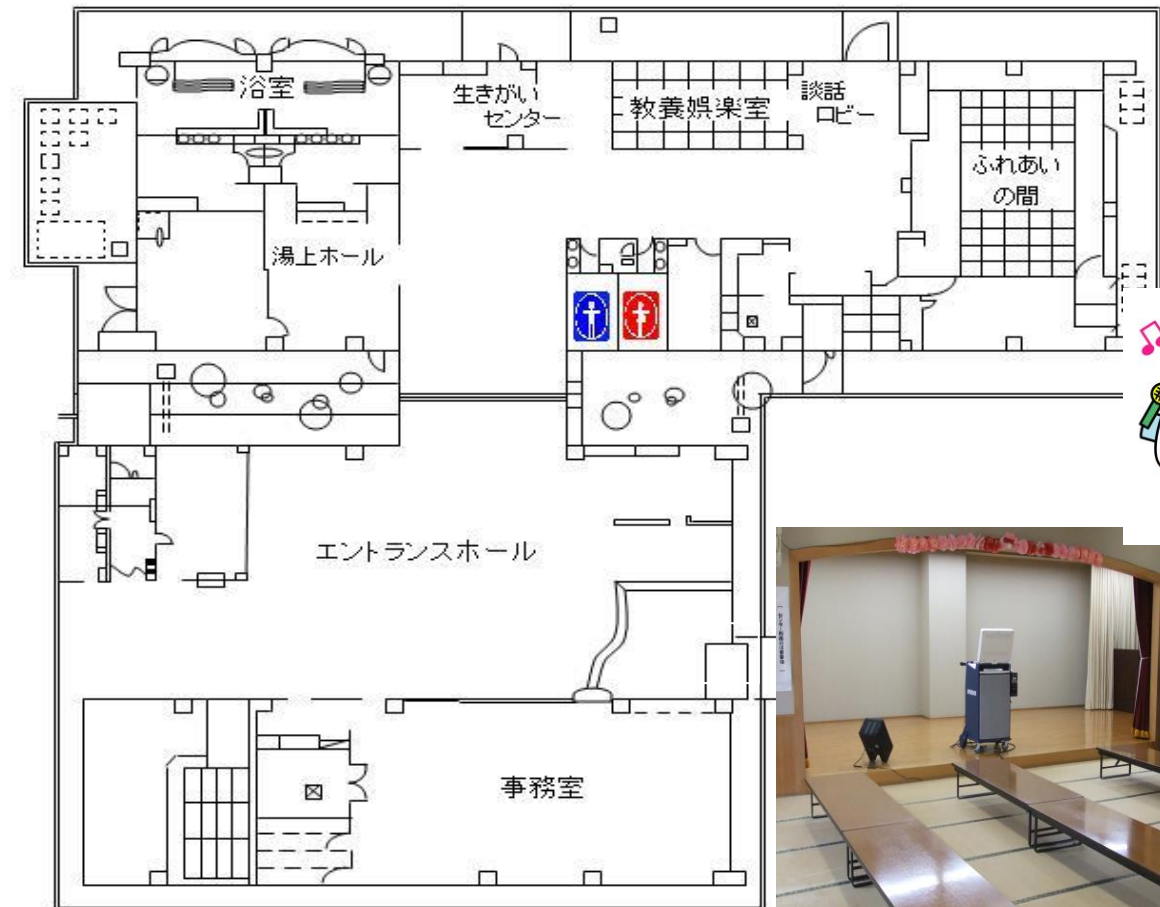 浴室
生きがい
センター
教養娯楽室
談話
ロビー
ふれあい
の間
湯上ホール
エントランスホール
事務室